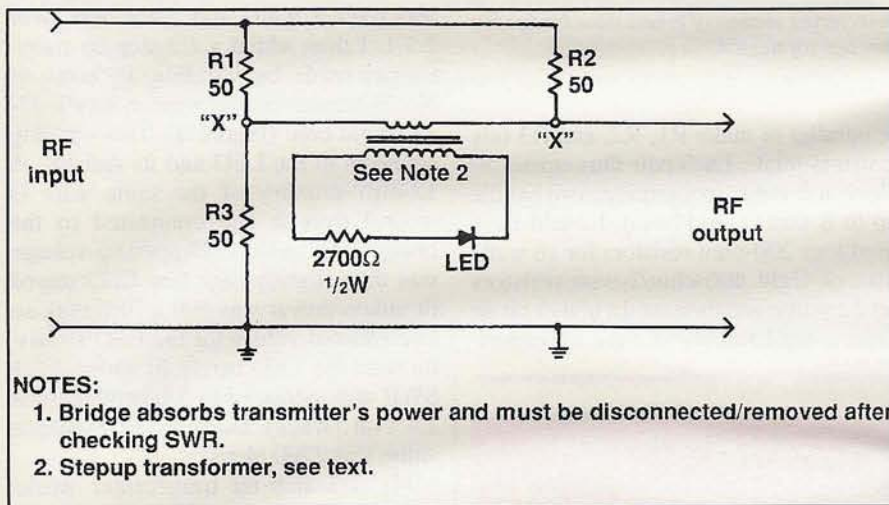 R1
50
R2
50
"X"
"X"
RF
input
See Note 2
R3
50
RF
output
2700Ω
1/2W
LED
NOTES:
1. Bridge absorbs transmitter's power and must be disconnected/removed after
checking SWR.
2. Stepup transformer, see text.